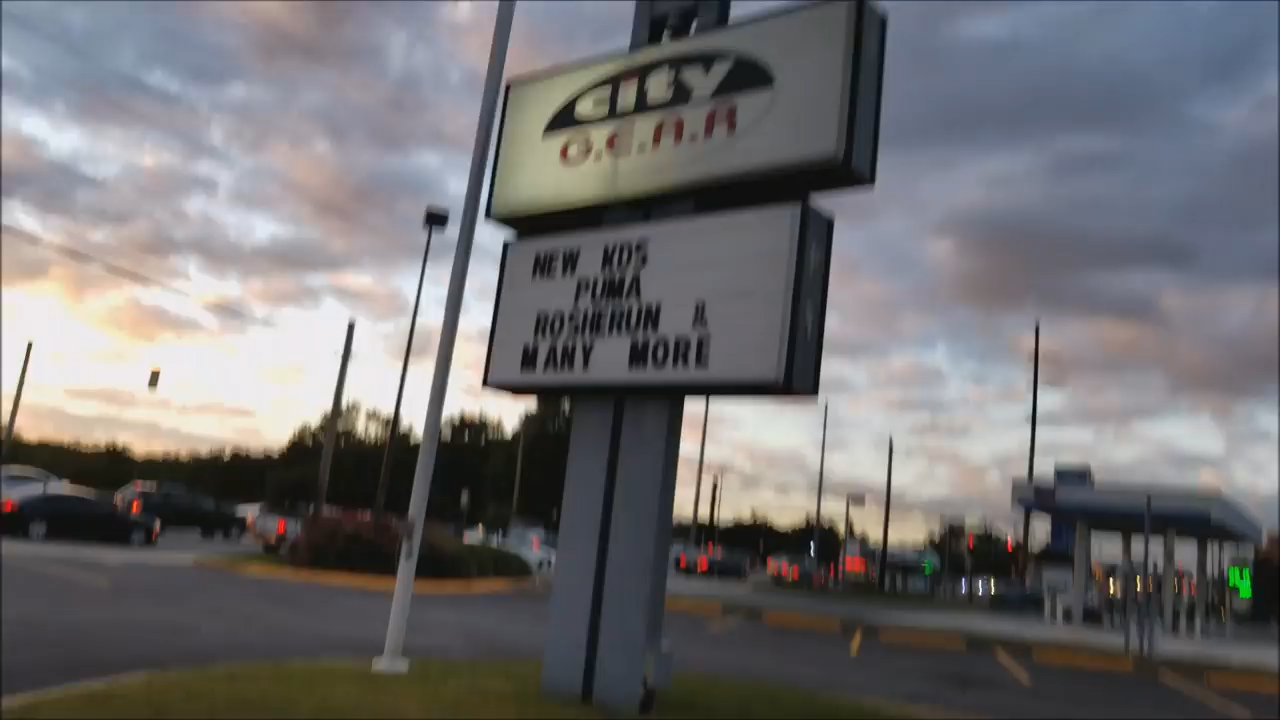 city
G.E.A.R
NEW KDS
PUMA
ROSHERUN &
MANY MORE